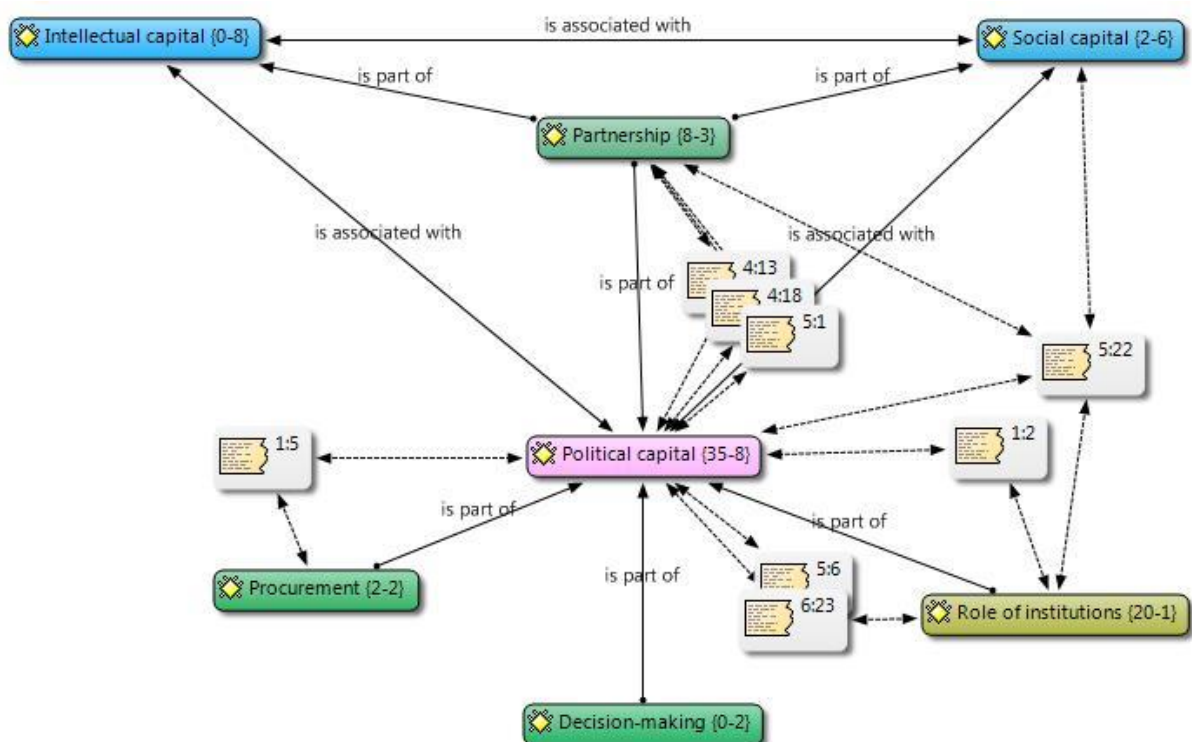 is associated with
Intellectual capital {0-8}
Social capital {2-6}
is part of
is part of
Partnership {8-3}
is associated with
is associated with
4:13
is part of
4:18
5:1
5:22
1:5
1:2
Political capital {35-8}
is part of
is part of
5:6
is part of
Procurement {2-2}
6:23
Role of institutions {20-1}
Decision-making {0-2}